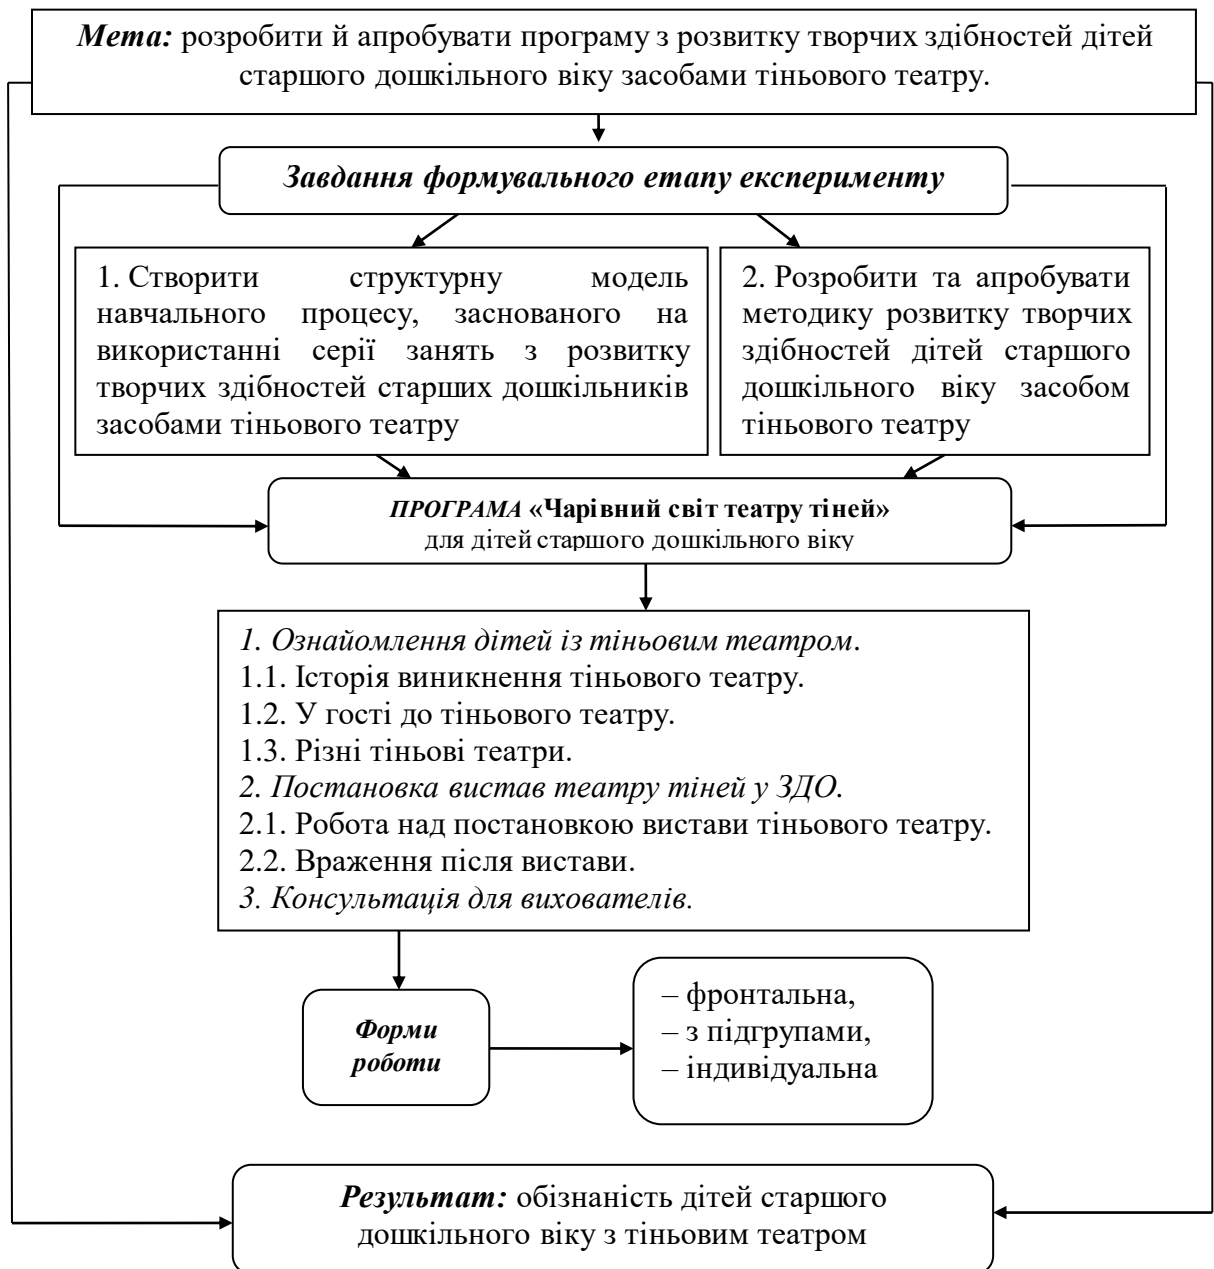 Мета: розробити й апробувати програму з розвитку творчих здібностей дітей
старшого дошкільного віку засобами тіньового театру.
Завдання формувального етапу експерименту
1. Створити структурну модель
навчального процесу, заснованого на
використанні серії занять з розвитку
творчих здібностей старших дошкільників
засобами тіньового театру
2. Розробити та апробувати
методику розвитку творчих
здібностей дітей старшого
дошкільного віку засобом
тіньового театру
ПРОГРАМА «Чарівний світ театру тіней»
для дітей старшого дошкільного віку
1. Ознайомлення дітей із тіньовим театром.
1.1. Історія виникнення тіньового театру.
1.2. У гості до тіньового театру.
1.3. Різні тіньові театри.
2. Постановка вистав театру тіней у ЗДО.
2.1. Робота над постановкою вистави тіньового театру.
2.2. Враження після вистави.
3. Консультація для вихователів.
Форми
роботи
– фронтальна,
– з підгрупами,
– індивідуальна
Результат: обізнаність дітей старшого
дошкільного віку з тіньовим театром